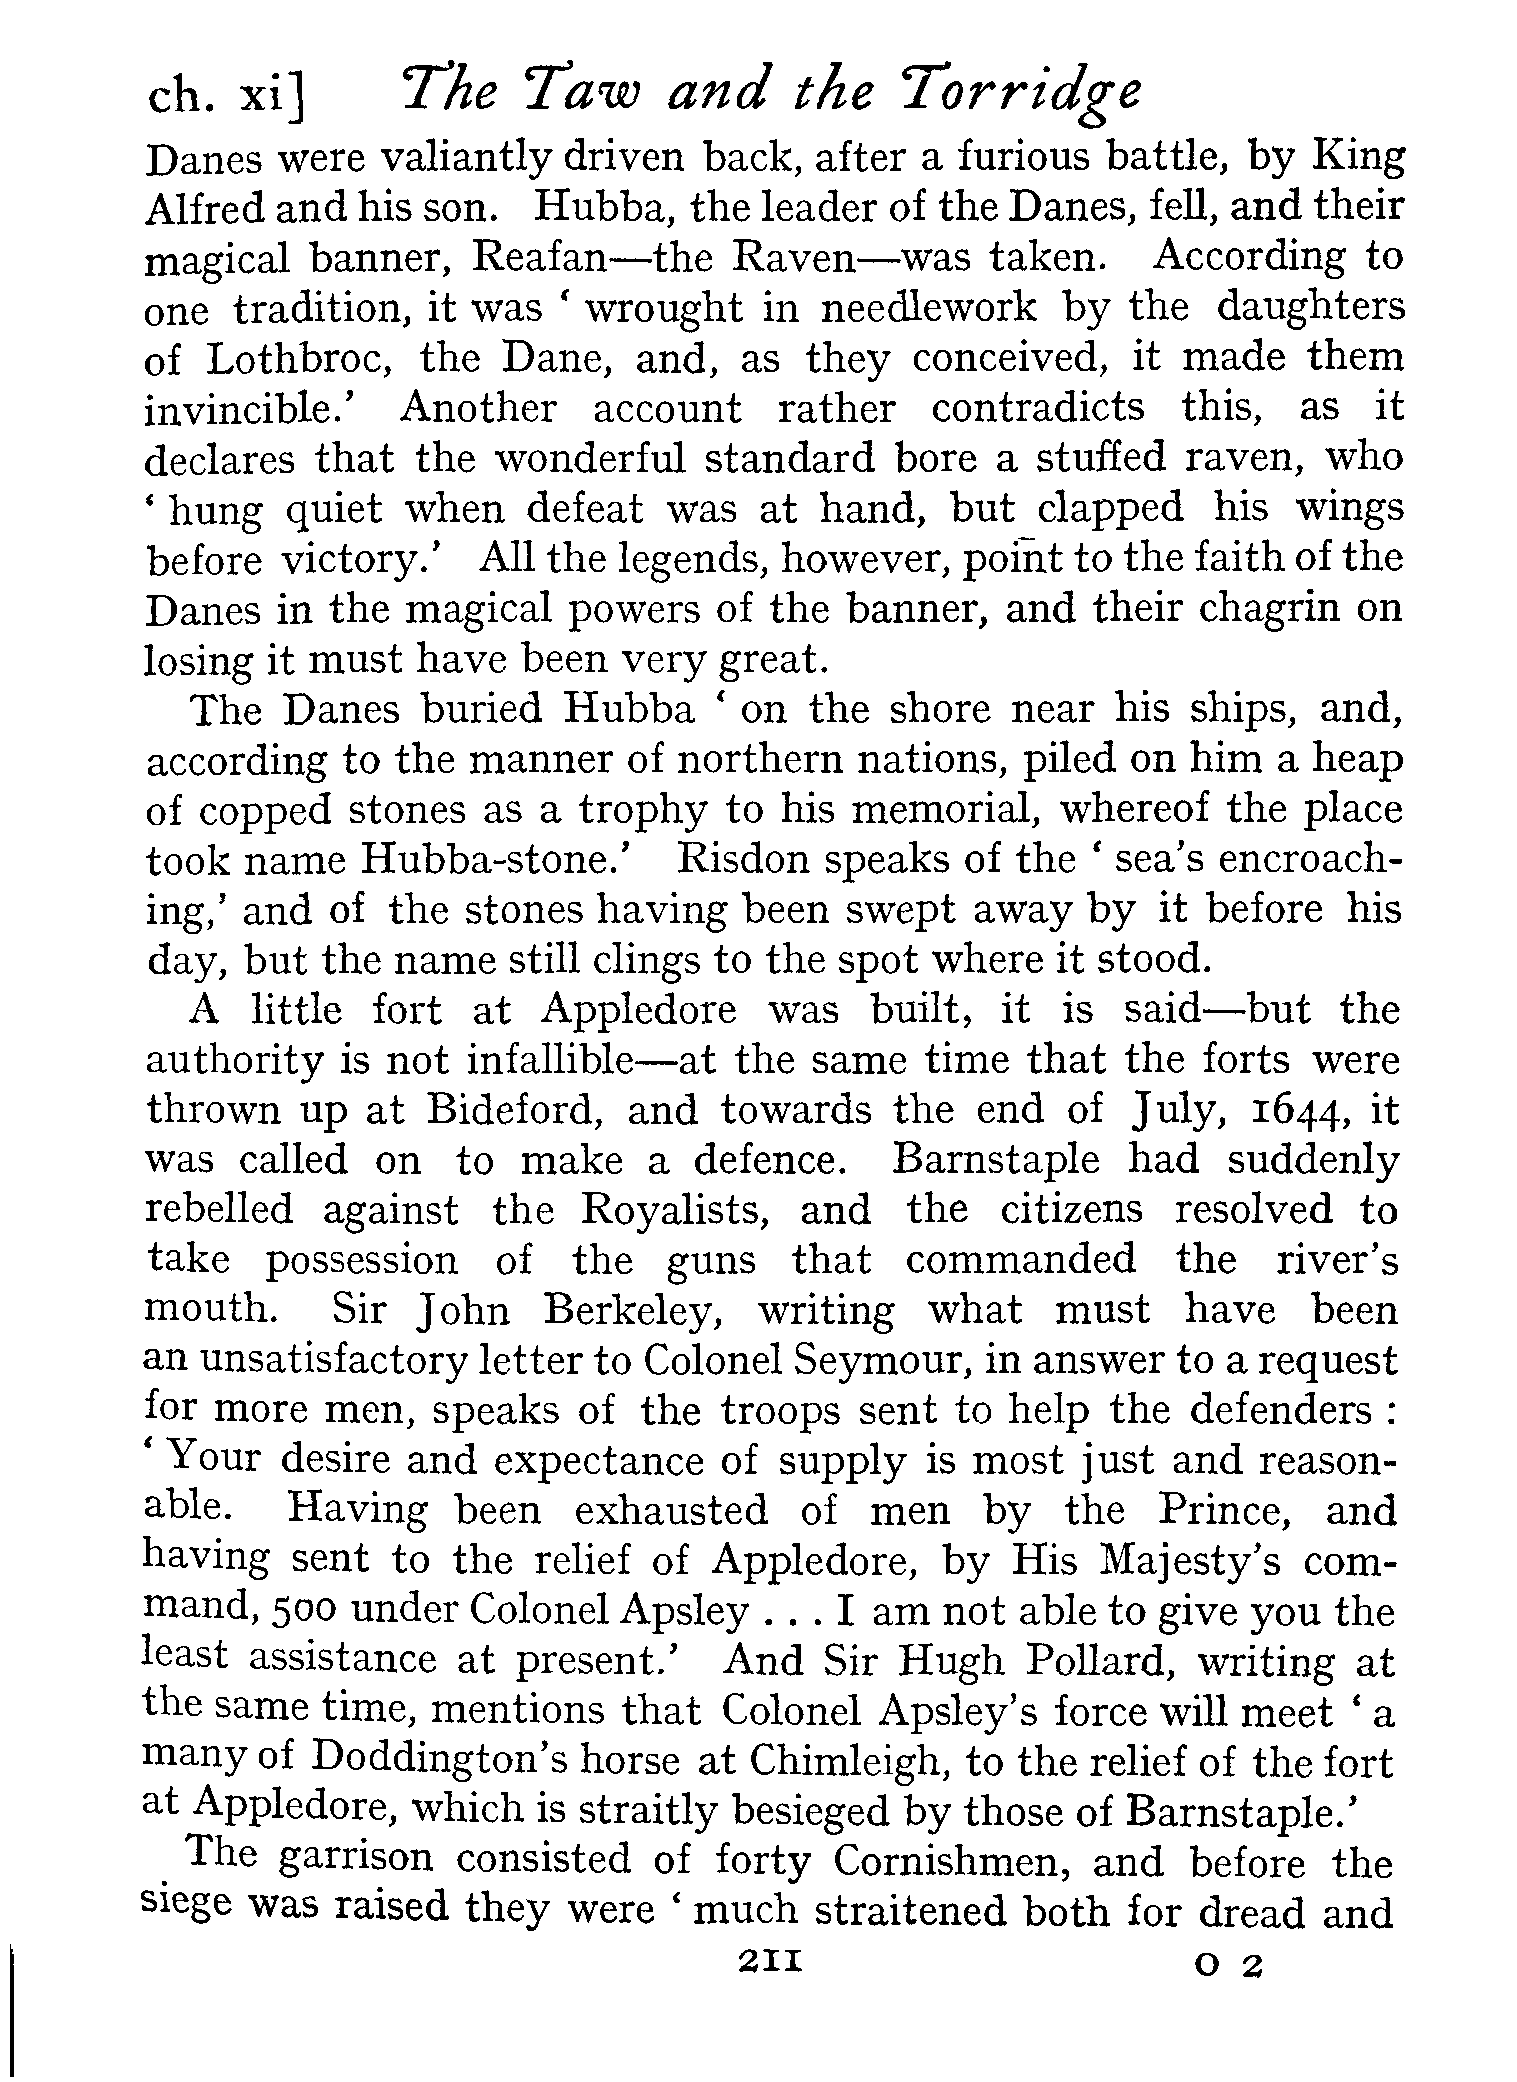 ch. xi] The Taw and the Torridge
Danes were valiantly driven back, after a furious battle, by King
Alfred and his son. Hubba, the leader of the Danes, fell, and their
magical banner, Reafan—the Raven—was taken. According to
one tradition, it was ‘ wrought in needlework by the daughters
of Lothbroc, the Dane, and, as they conceived, it made them
invincible.’ Another account rather contradicts this, as it
declares that the wonderful standard bore a stuffed raven, who
‘ hung quiet when defeat was at hand, but clapped his wings
before victory.’ All the legends, however, point to the faith of the
Danes in the magical powers of the banner, and their chagrin on
losing it must have been very great.
The Danes buried Hubba ‘ on the shore near his ships, and,
according to the manner of northern nations, piled on him a heap
of copped stones as a trophy to his memorial, whereof the place
took name Hubba-stone.’ Risdon speaks of the ‘ sea’s encroach-
ing,’ and of the stones having been swept away by it before his
day, but the name still clings to the spot where it stood.
A little fort at Appledore was built, it is said—but the
authority is not infallible—at the same time that the forts were
thrown up at Bideford, and towards the end of July, 1644, it
was called on to make a defence. Barnstaple had suddenly
rebelled against the Royalists, and the citizens resolved to
take possession of the guns that commanded the river’s
mouth. Sir John Berkeley, writing what must have been
an unsatisfactory letter to Colonel Seymour, in answer to a request
for more men, speaks of the troops sent to help the defenders :
‘ Your desire and expectance of supply is most just and reason-
able. Having been exhausted of men by the Prince, and
having sent to the relief of Appledore, by His Majesty’s com-
mand, 500 under Colonel Apsley . . . I am not able to give you the
least assistance at present.’ And Sir Hugh Pollard, writing at
the same time, mentions that Colonel Apsley’s force will meet ‘ a
many of Doddington’s horse at Chimleigh, to the relief of the fort
at Appledore, which is straitly besieged by those of Barnstaple.’
The garrison consisted of forty Cornishmen, and before the
siege was raised they were ‘ much straitened both for dread and
211 O 2